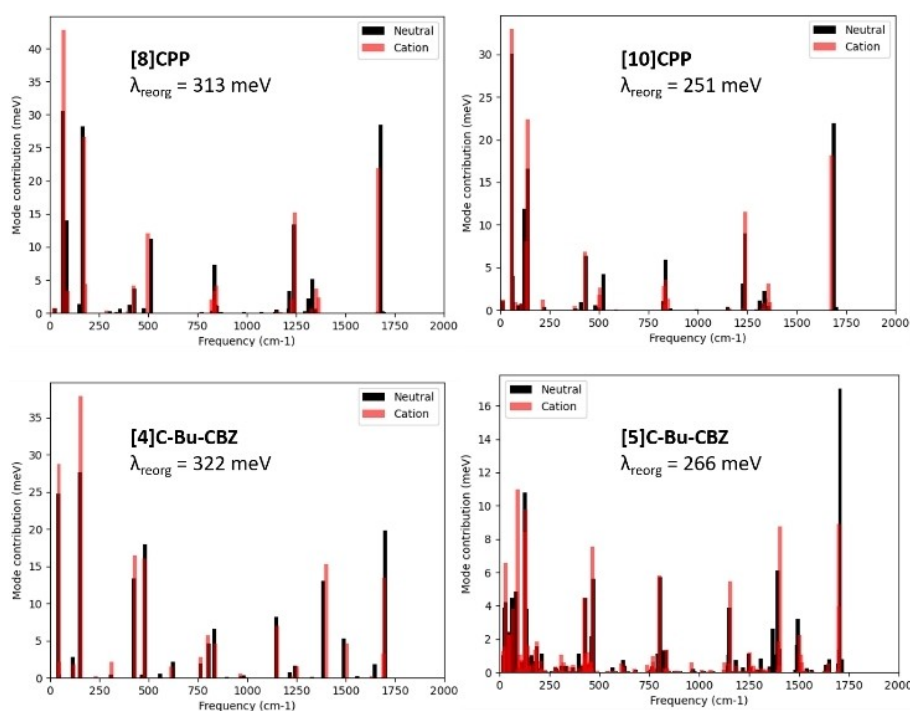 Neutral
Cation
[8]CPP
λreorg = 313 meV
Mode contribution (meV)
40
35
30
25
20
15
10
5
0
0 250 500 750 1000 1250 1500 1750 2000
Frequency (cm-1)
Neutral
Cation
[10]CPP
λreorg = 251 meV
Mode contribution (meV)
30
25
20
15
10
5
0
0 250 500 750 1000 1250 1500 1750 2000
Frequency (cm-1)
Neutral
Cation
[4]C-Bu-CBZ
λreorg = 322 meV
Mode contribution (meV)
35
30
25
20
15
10
5
0
0 250 500 750 1000 1250 1500 1750 2000
Frequency (cm-1)
Neutral
Cation
[5]C-Bu-CBZ
λreorg = 266 meV
Mode contribution (meV)
16
14
12
10
8
6
4
2
0
0 250 500 750 1000 1250 1500 1750 2000
Frequency (cm-1)